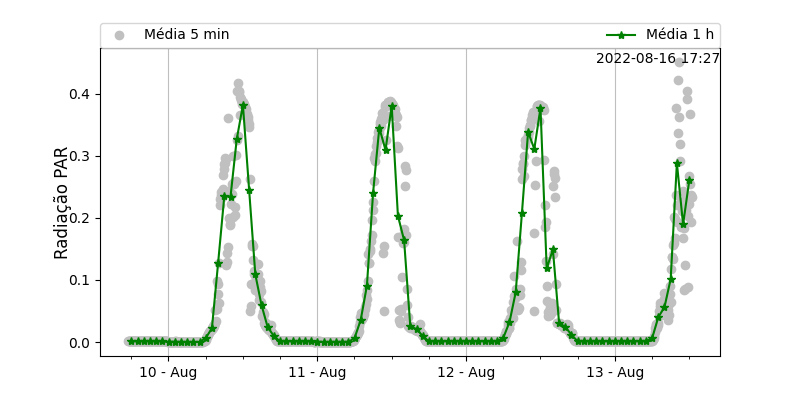 Média 5 min
Média 1 h
2022-08-16 17:27
Radiação PAR
0.4
0.3
0.2
0.1
0.0
10 - Aug
11 - Aug
12 - Aug
13 - Aug